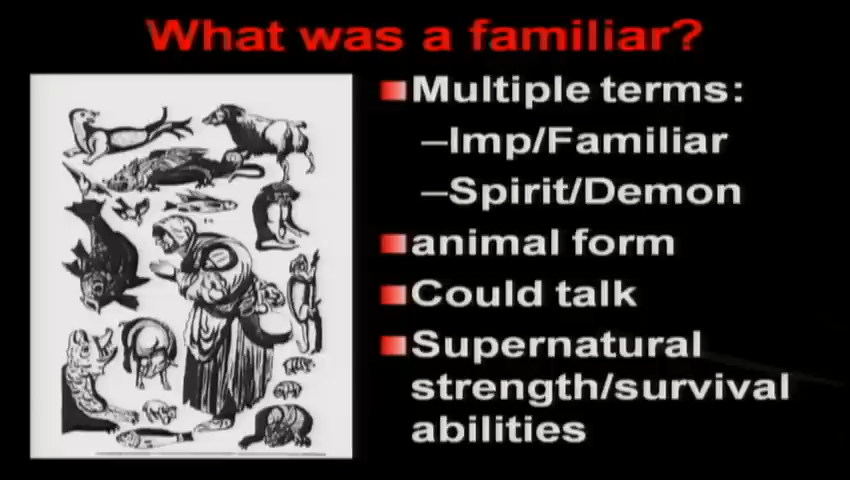 What was a familiar?
Multiple terms:
–Imp/Familiar
–Spirit/Demon
animal form
Could talk
Supernatural
strength/survival
abilities